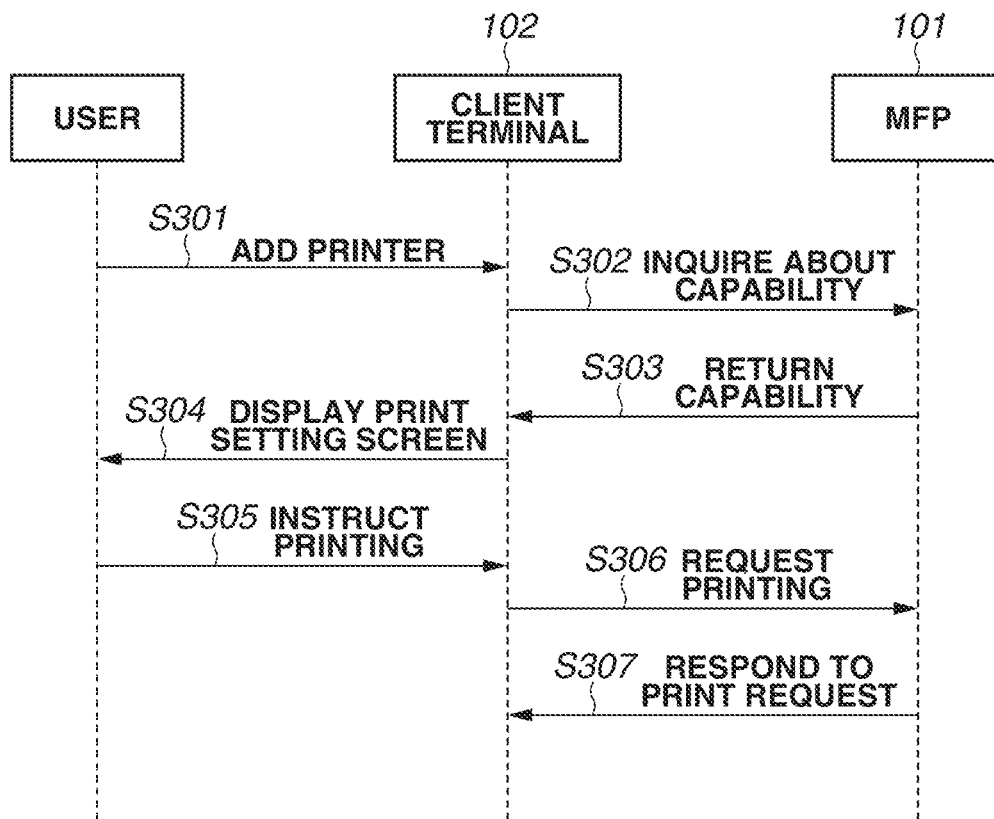 102
101
USER
CLIENT
TERMINAL
MFP
S301
ADD PRINTER
S302 INQUIRE ABOUT
CAPABILITY
S303 RETURN
CAPABILITY
S304 DISPLAY PRINT
SETTING SCREEN
S305 INSTRUCT
PRINTING
S306 REQUEST
PRINTING
S307 RESPOND TO
PRINT REQUEST